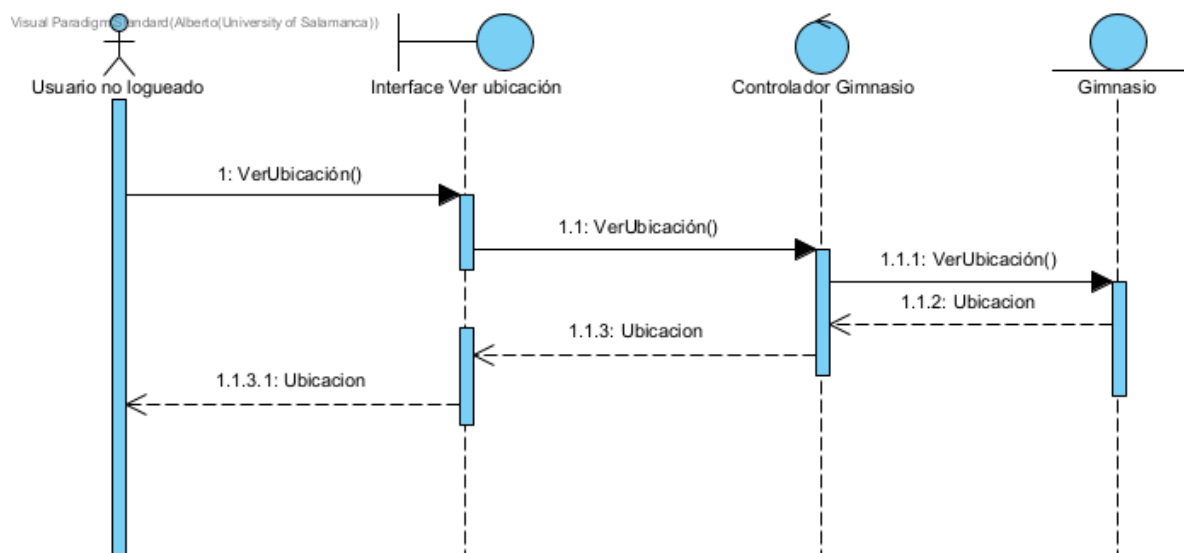 Visual Paradigm Standard(Alberto(University of Salamanca))
Usuario no logueado
Interface Ver ubicación
Controlador Gimnasio
Gimnasio
1: VerUbicación()
1.1: VerUbicación()
1.1.1: VerUbicación()
1.1.2: Ubicacion
1.1.3: Ubicacion
1.1.3.1: Ubicacion